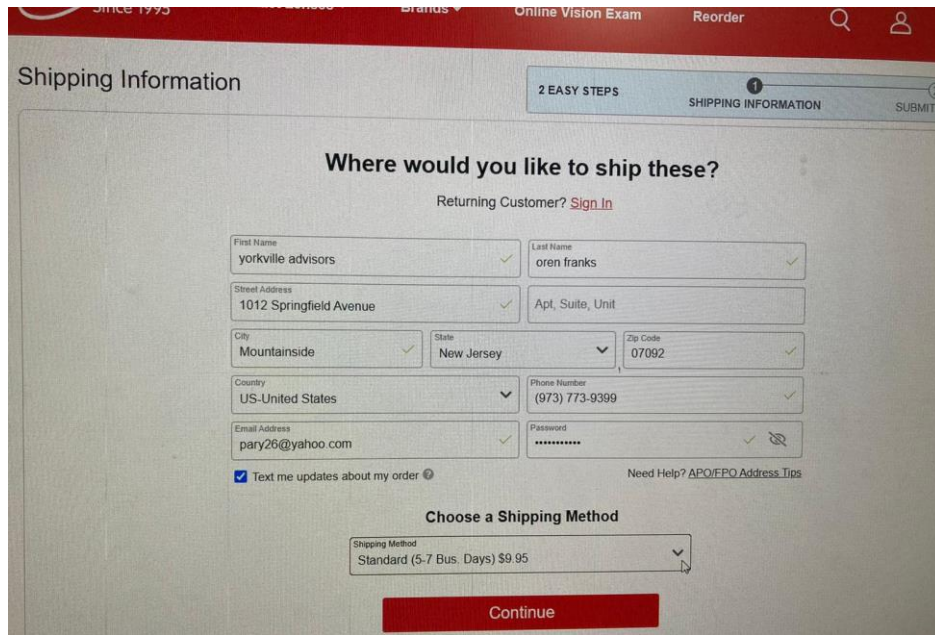 Since 1995
Brands
Online Vision Exam
Reorder
Shipping Information
2 EASY STEPS
1
SHIPPING INFORMATION
SUBMIT
Where would you like to ship these?
Returning Customer? Sign In
First Name
yorkville advisors
Last Name
oren franks
Street Address
1012 Springfield Avenue
Apt, Suite, Unit
City
Mountainside
State
New Jersey
,
Zip Code
07092
Country
US-United States
Phone Number
(973) 773-9399
Email Address
pary26@yahoo.com
Password
•••••••••••
Text me updates about my order ?
Need Help? APO/FPO Address Tips
Choose a Shipping Method
Shipping Method
Standard (5-7 Bus. Days) $9.95
Continue